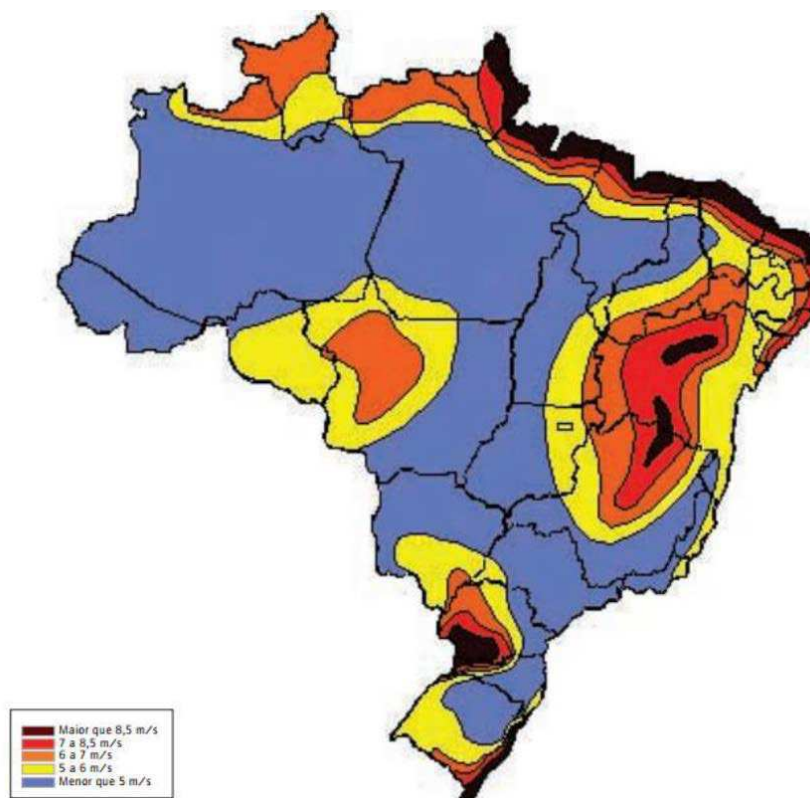 Maior que 8,5 m/s
7 a 8,5 m/s
6 a 7 m/s
5 a 6 m/s
Menor que 5 m/s